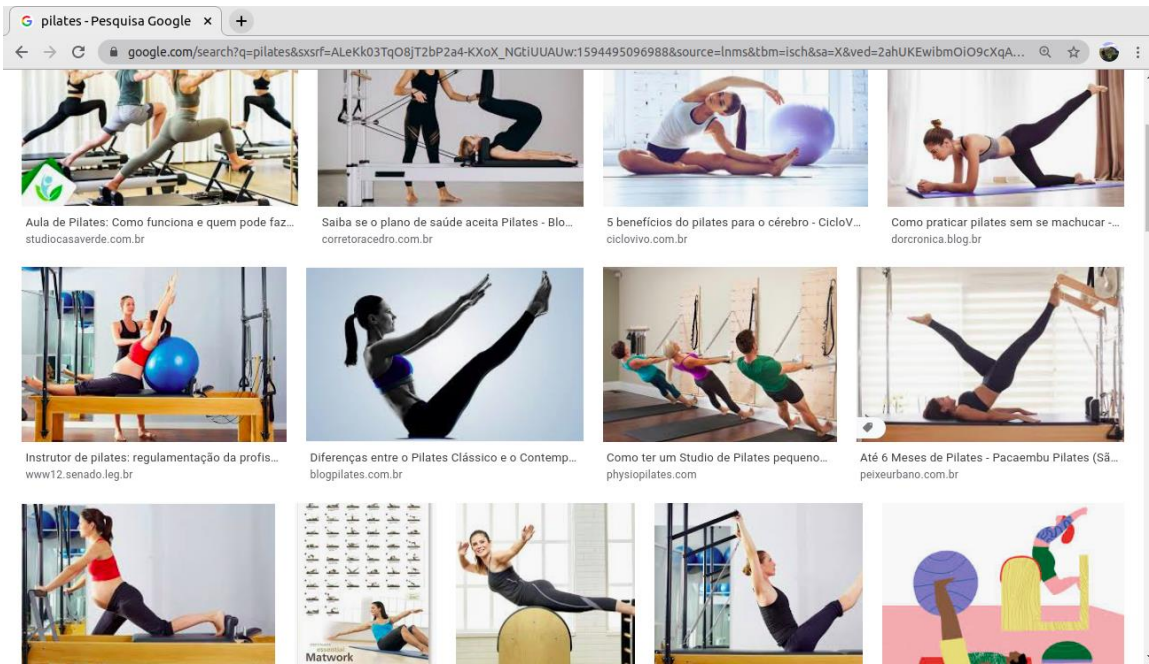 pilates - Pesquisa Google
google.com/search?q=pilates&sxsrf=ALeKk03TqO8jT2bP2a4-KXoX_NGtiUUAUw:1594495096988&source=lnms&tbm=isch&sa=X&ved=2ahUKEwibmOiO9cXqA...
Aula de Pilates: Como funciona e quem pode faz...
studiocasaverde.com.br
Saiba se o plano de saúde aceita Pilates - Blo...
corretoracedro.com.br
5 benefícios do pilates para o cérebro - CicloV...
ciclovivo.com.br
Como praticar pilates sem se machucar -...
dorcronica.blog.br
Instrutor de pilates: regulamentação da profis...
www12.senado.leg.br
Diferenças entre o Pilates Clássico e o Contemp...
blogpilates.com.br
Como ter um Studio de Pilates pequeno...
physiopilates.com
Até 6 Meses de Pilates - Pacaembu Pilates (Sã...
peixeurbano.com.br
essential
Matwork